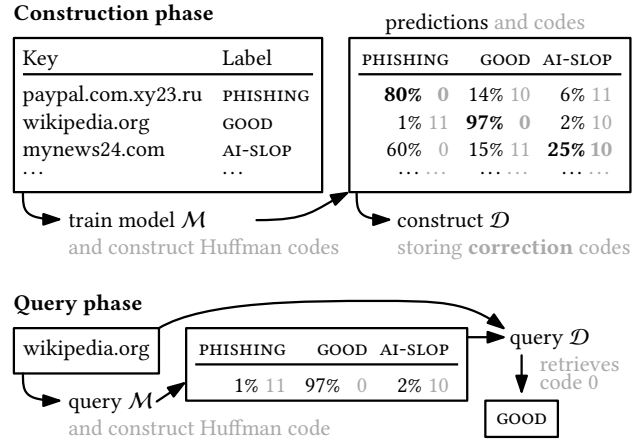 Construction phase
predictions and codes
Key Label
paypal.com.xy23.ru PHISHING
wikipedia.org GOOD
mynews24.com AI-SLOP
... ...
PHISHING GOOD AI-SLOP
80% 0 14% 10 6% 11
1% 11 97% 0 2% 10
60% 0 15% 11 25% 10
... ... ... ... ... ...
train model ℳ
and construct Huffman codes
construct 𝒟
storing correction codes
Query phase
wikipedia.org
PHISHING GOOD AI-SLOP
1% 11 97% 0 2% 10
query ℳ
and construct Huffman code
query 𝒟
retrieves
code 0
GOOD